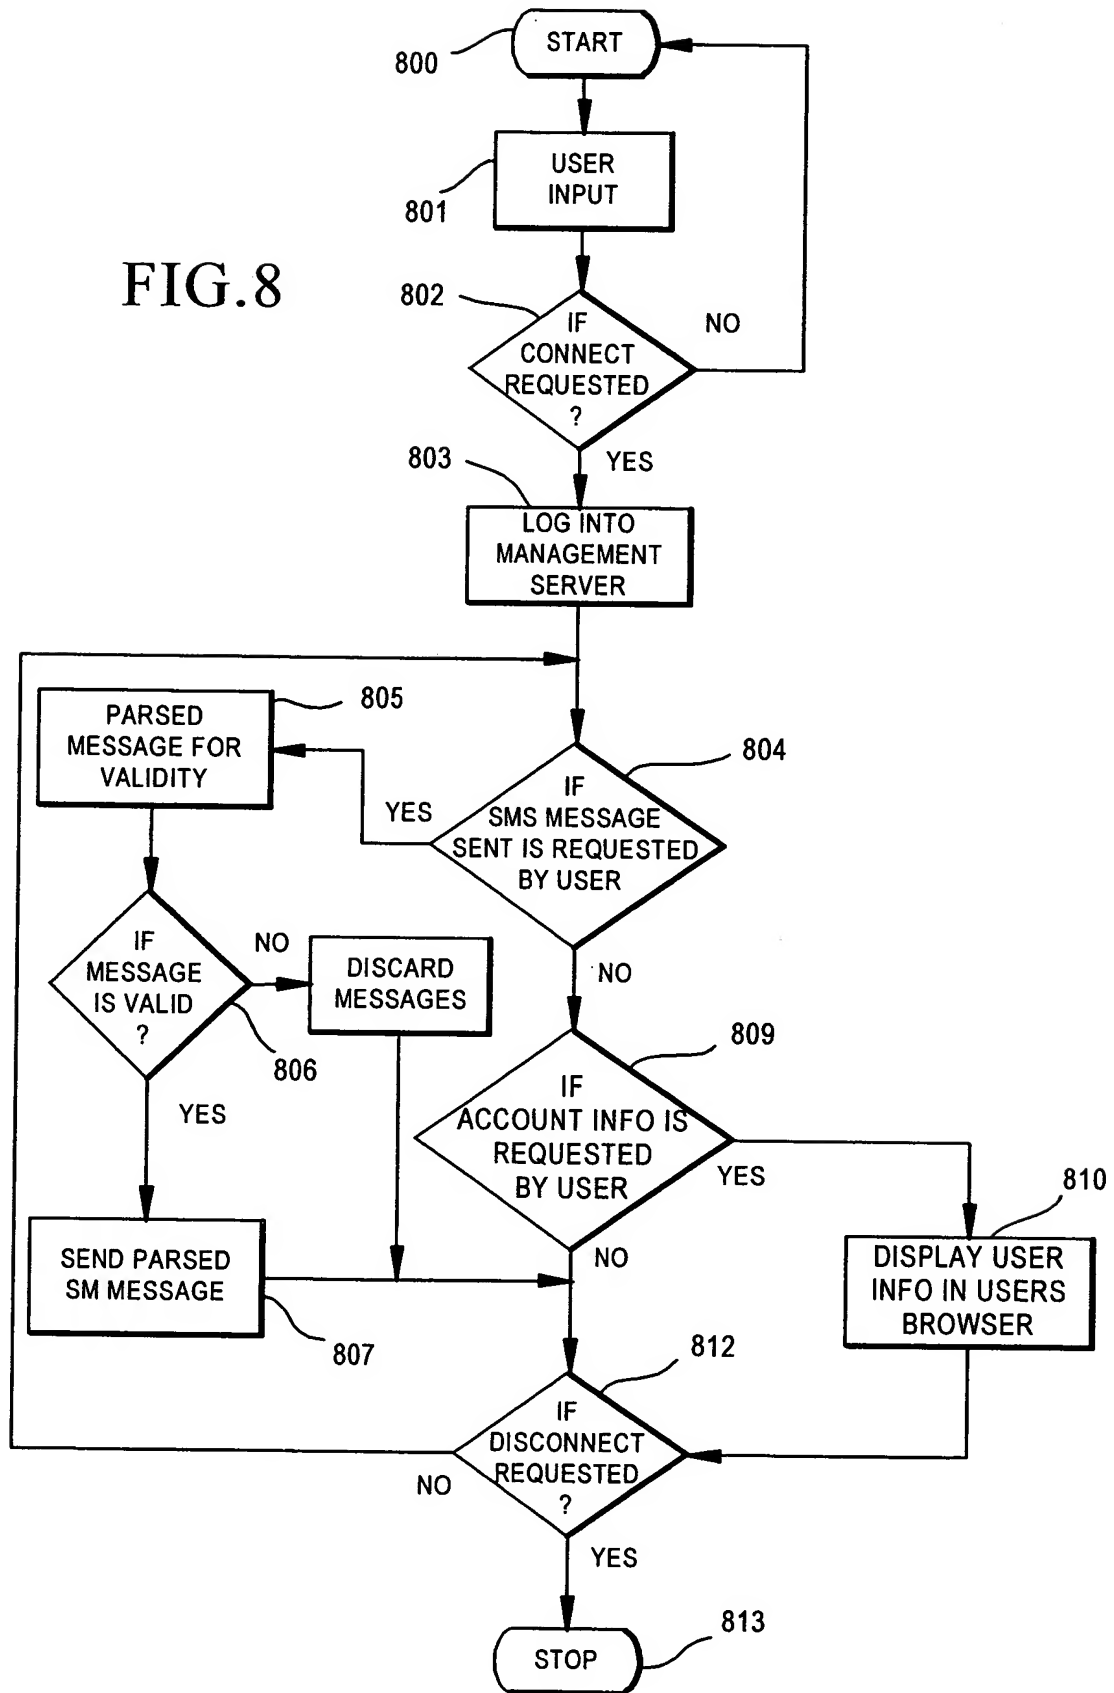 START
800
USER
INPUT
801
FIG.8
802
IF
CONNECT
REQUESTED
?
NO
YES
803
LOG INTO
MANAGEMENT
SERVER
805
PARSED
MESSAGE FOR
VALIDITY
804
IF
SMS MESSAGE
SENT IS REQUESTED
BY USER
YES
NO
IF
MESSAGE
IS VALID
?
806
NO
DISCARD
MESSAGES
YES
809
IF
ACCOUNT INFO IS
REQUESTED
BY USER
YES
NO
810
DISPLAY USER
INFO IN USERS
BROWSER
SEND PARSED
SM MESSAGE
807
812
IF
DISCONNECT
REQUESTED
?
NO
YES
813
STOP